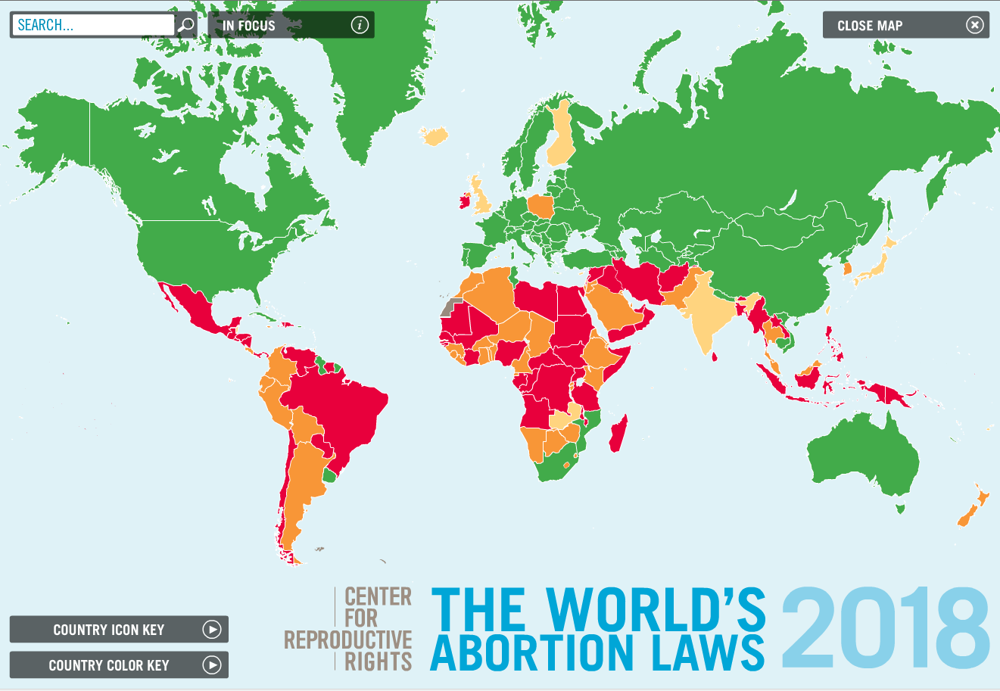 SEARCH...
IN FOCUS
i
CLOSE MAP
CENTER
FOR
REPRODUCTIVE
RIGHTS
THE WORLD'S
ABORTION LAWS
2018
COUNTRY ICON KEY
COUNTRY COLOR KEY